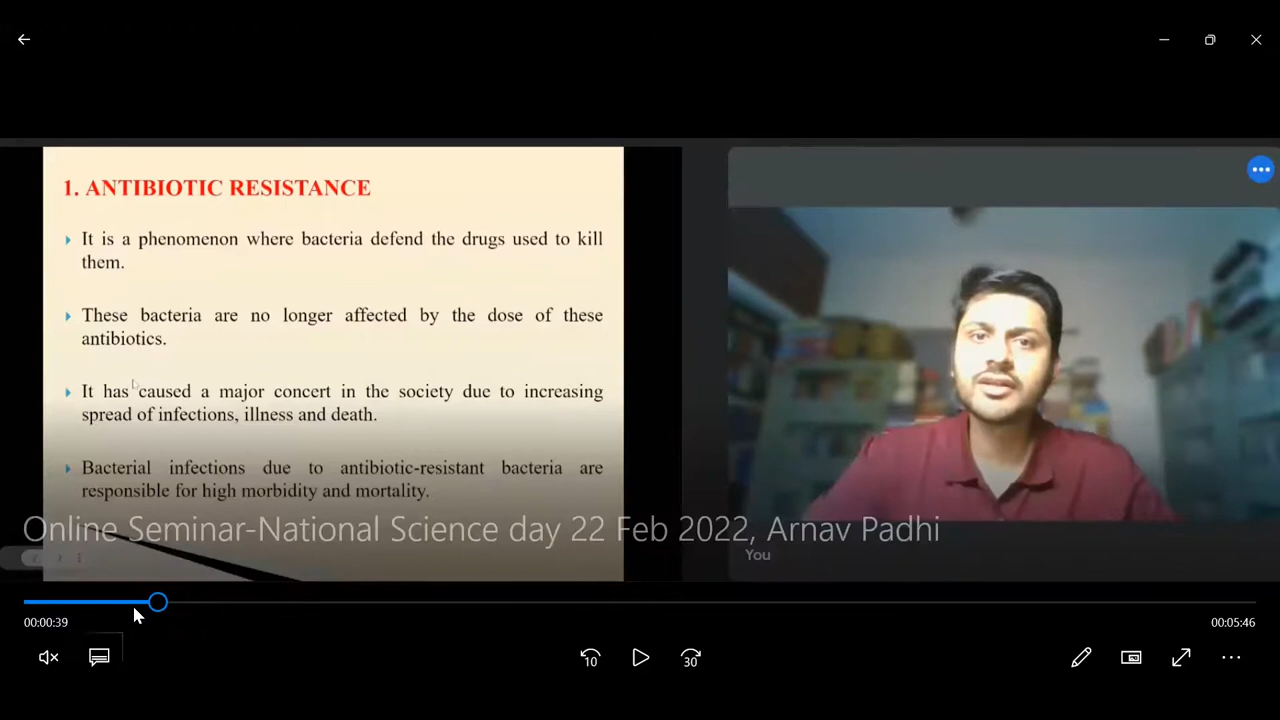 1. ANTIBIOTIC RESISTANCE
It is a phenomenon where bacteria defend the drugs used to kill
them.
These bacteria are no longer affected by the dose of these
antibiotics.
It has caused a major concert in the society due to increasing
spread of infections, illness and death.
Bacterial infections due to antibiotic-resistant bacteria are
responsible for high morbidity and mortality.
Online Seminar-National Science day 22 Feb 2022, Arnav Padhi
You
00:00:39
00:05:46
10
30